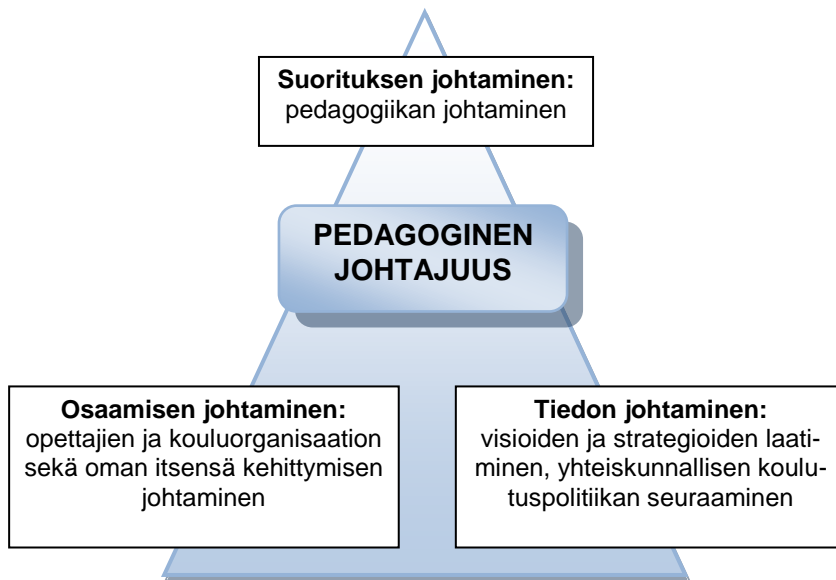 Suorituksen johtaminen:
pedagogiikan johtaminen
PEDAGOGINEN
JOHTAJUUS
Osaamisen johtaminen:
opettajien ja kouluorganisaation
sekä oman itsensä kehittymisen
johtaminen
Tiedon johtaminen:
visioiden ja strategioiden laati-
minen, yhteiskunnallisen koulu-
tuspolitiikan seuraaminen